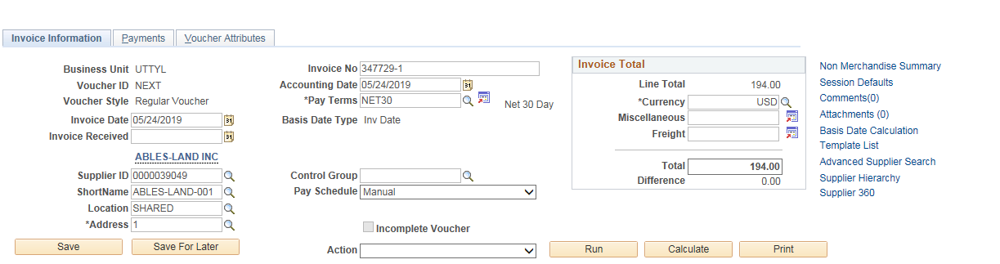 Invoice Information Payments Voucher Attributes
Business Unit UTTYL Invoice No 347729-1 Invoice Total Non Merchandise Summary
Voucher ID NEXT Accounting Date 05/24/2019 31 Line Total 194.00 Session Defaults
Voucher Style Regular Voucher *Pay Terms NET30 Net 30 Day *Currency USD Comments(0)
Invoice Date 05/24/2019 31 Basis Date Type Inv Date Miscellaneous Attachments (0)
Invoice Received 31 Freight Basis Date Calculation
Template List
ABLES-LAND INC Total 194.00 Advanced Supplier Search
Supplier ID 0000039049 Control Group Difference 0.00 Supplier Hierarchy
ShortName ABLES-LAND-001 Pay Schedule Manual Supplier 360
Location SHARED
*Address 1 Incomplete Voucher
Save Save For Later Action Run Calculate Print